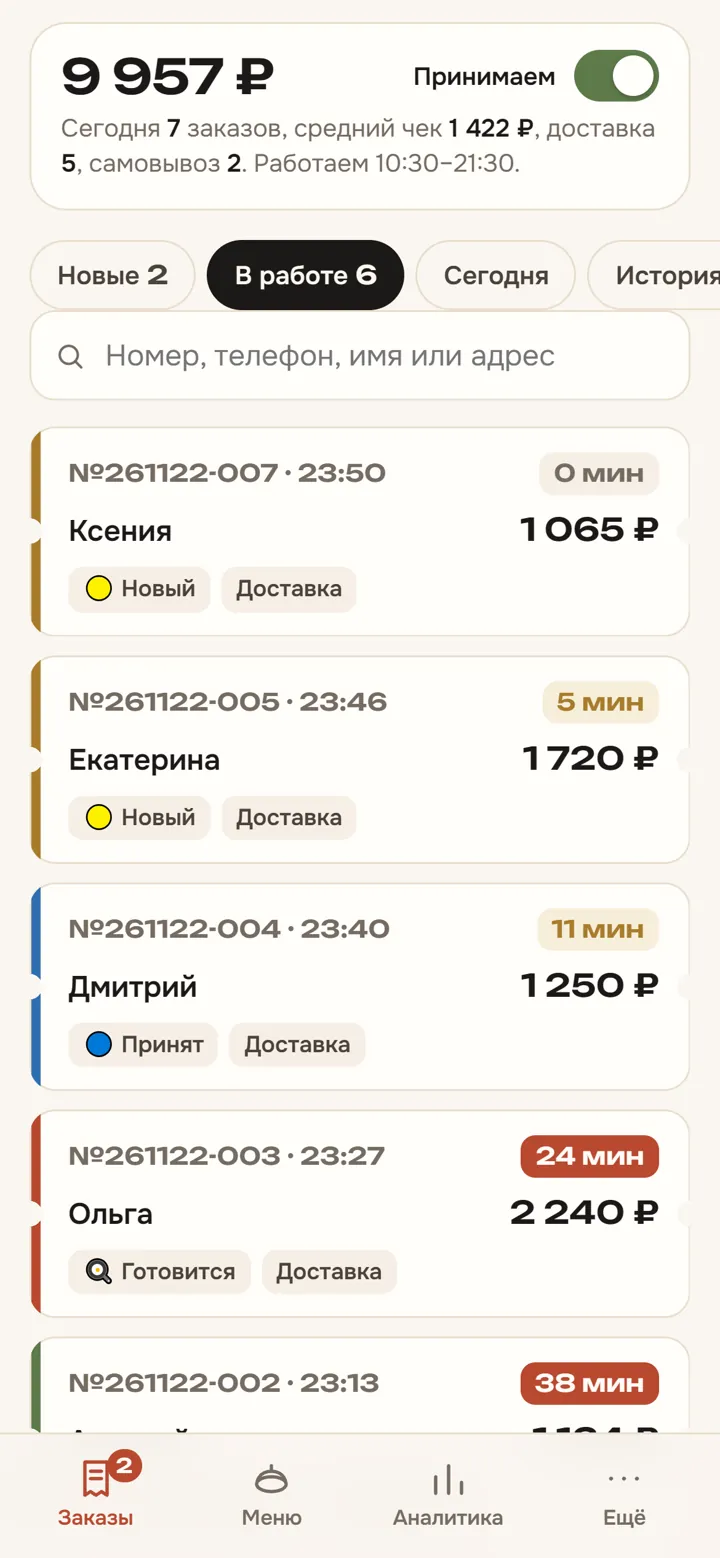 9 957 ₽ Принимаем
Сегодня 7 заказов, средний чек 1 422 ₽, доставка
5, самовывоз 2. Работаем 10:30–21:30.
Новые 2 В работе 6 Сегодня История
Номер, телефон, имя или адрес
№261122-007 · 23:50 0 мин
Ксения 1 065 ₽
Новый Доставка
№261122-005 · 23:46 5 мин
Екатерина 1 720 ₽
Новый Доставка
№261122-004 · 23:40 11 мин
Дмитрий 1 250 ₽
Принят Доставка
№261122-003 · 23:27 24 мин
Ольга 2 240 ₽
Готовится Доставка
№261122-002 · 23:13 38 мин
2
Заказы Меню Аналитика Ещё